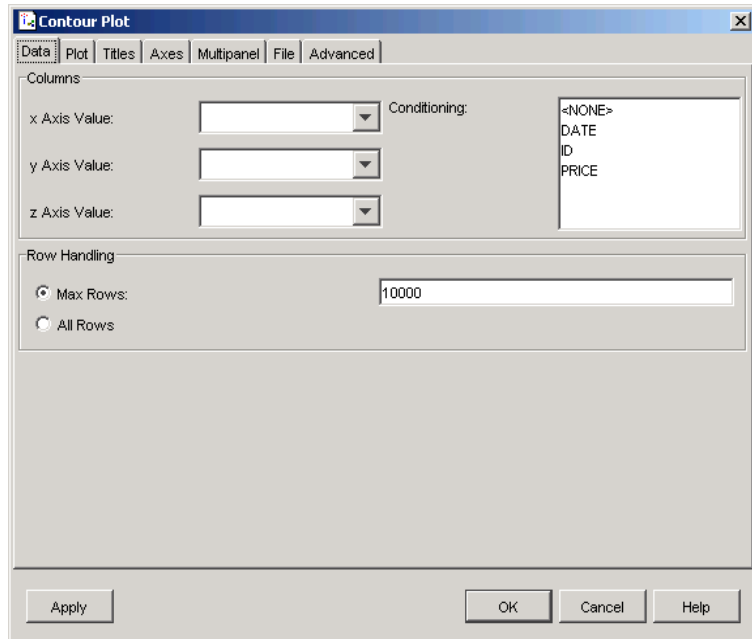 Contour Plot
Data Plot Titles Axes Multipanel File Advanced
Columns
x Axis Value:
Conditioning:
<NONE>
DATE
ID
PRICE
y Axis Value:
z Axis Value:
Row Handling
Max Rows: 10000
All Rows
Apply OK Cancel Help